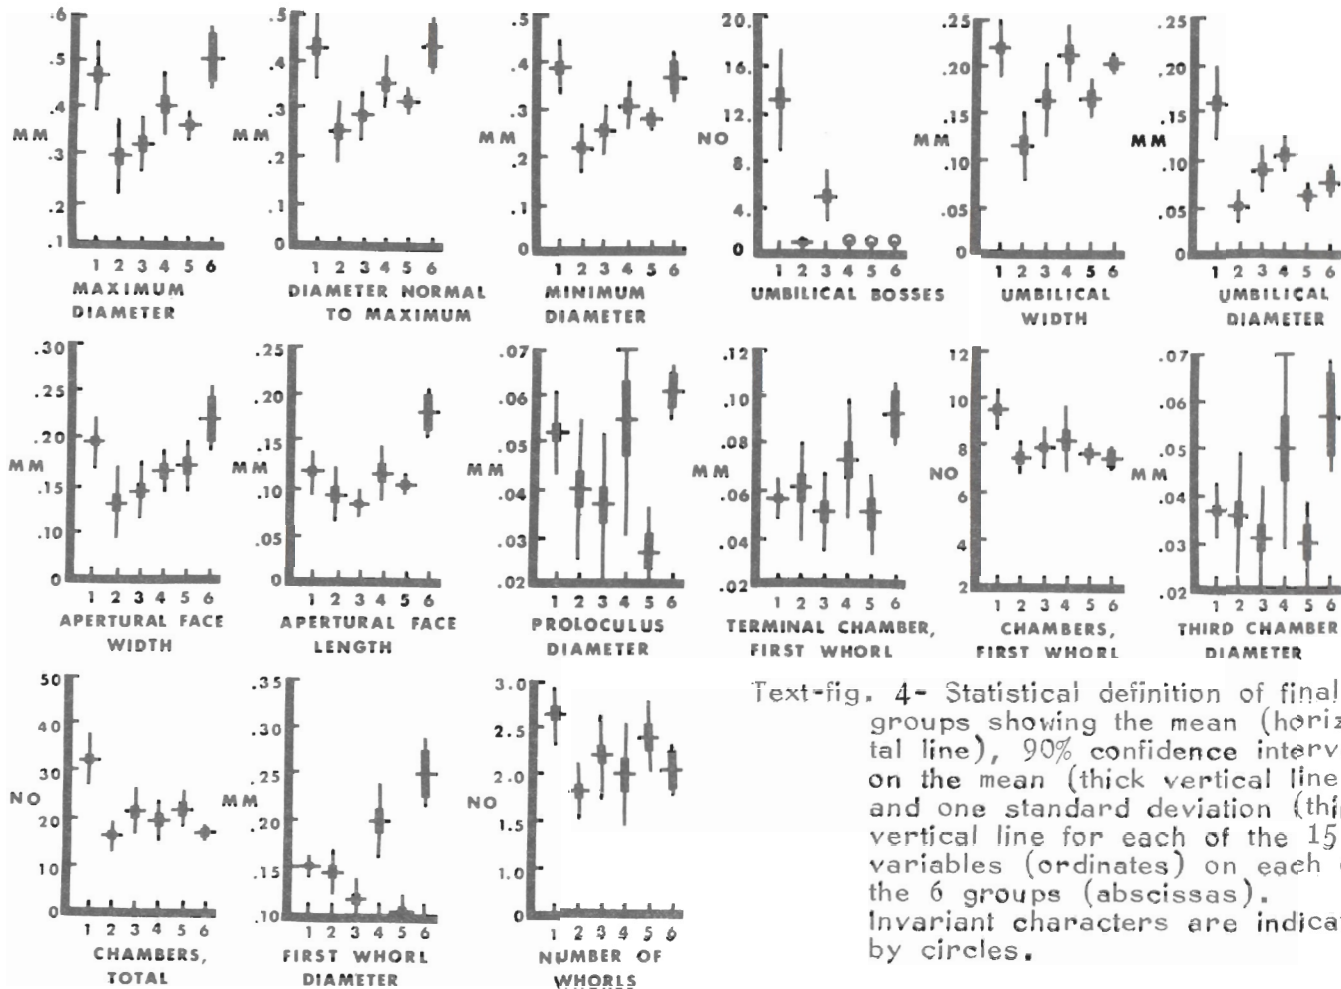 .6
.5
.4
MM
.3
.2
.1
1 2 3 4 5 6
MAXIMUM
DIAMETER
.5
.4
.3
MM
.2
.1
0
1 2 3 4 5 6
DIAMETER NORMAL
TO MAXIMUM
.5
.4
.3
MM
.2
.1
0
1 2 3 4 5 6
MINIMUM
DIAMETER
20.
16.
12
NO
8.
4.
0
1 2 3 4 5 6
UMBILICAL BOSSES
.25
.20
.15
MM
.10
.05
0
1 2 3 4 5 6
UMBILICAL
WIDTH
.25
.20
.15
MM
.10
.05
0
1 2 3 4 5 6
UMBILICAL
DIAMETER
.30
.25
.20
MM
.15
.10
0
1 2 3 4 5 6
APERTURAL FACE
WIDTH
.25
.20
.15
MM
.10
.05
0
1 2 3 4 5 6
APERTURAL FACE
LENGTH
.07
.06
.05
MM
.04
.03
.02
1 2 3 4 5 6
PROLOCULUS
DIAMETER
.12
.10
.08
MM
.06
.04
.02
1 2 3 4 5 6
TERMINAL CHAMBER,
FIRST WHORL
12
10
8
NO
6
4
2
1 2 3 4 5 6
CHAMBERS,
FIRST WHORL
.07
.06
.05
MM
.04
.03
.02
1 2 3 4 5 6
THIRD CHAMBER
DIAMETER
50
40
30
NO
20
10
0
1 2 3 4 5 6
CHAMBERS,
TOTAL
.35
.30
.25
MM
.20
.15
.10
1 2 3 4 5 6
FIRST WHORL
DIAMETER
3.0
2.5
2.0
NO
1.5
1.0
0
1 2 3 4 5 6
NUMBER OF
WHORLS
Text-fig. 4- Statistical definition of final
groups showing the mean (horiz
tal line), 90% confidence interv
on the mean (thick vertical line
and one standard deviation (thi
vertical line for each of the 15
variables (ordinates) on each
the 6 groups (abscissas).
Invariant characters are indica
by circles.